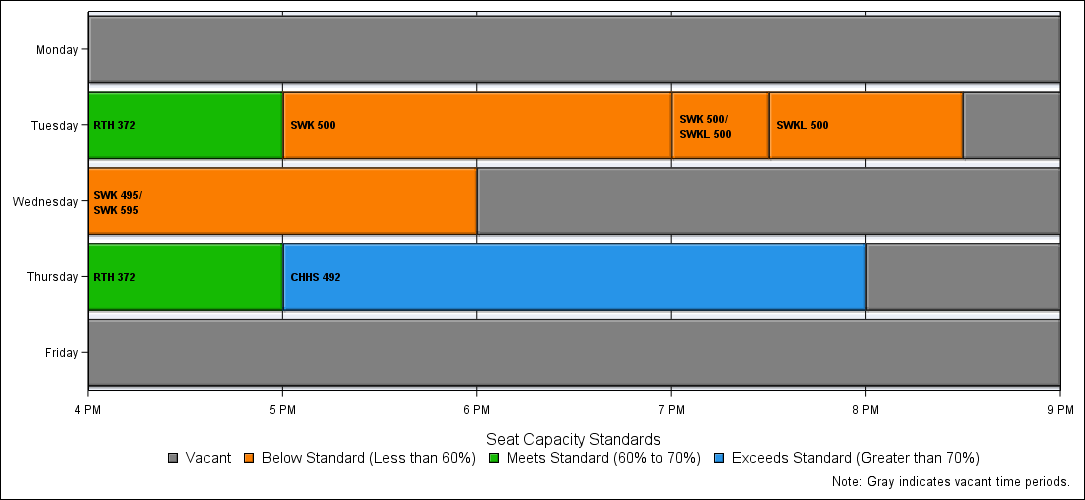 Monday
Tuesday
RTH 372
SWK 500
SWK 500/
SWKL 500
SWKL 500
Wednesday
SWK 495/
SWK 595
Thursday
RTH 372
CHHS 492
Friday
4 PM 5 PM 6 PM 7 PM 8 PM 9 PM
Seat Capacity Standards
Vacant Below Standard (Less than 60%) Meets Standard (60% to 70%) Exceeds Standard (Greater than 70%)
Note: Gray indicates vacant time periods.